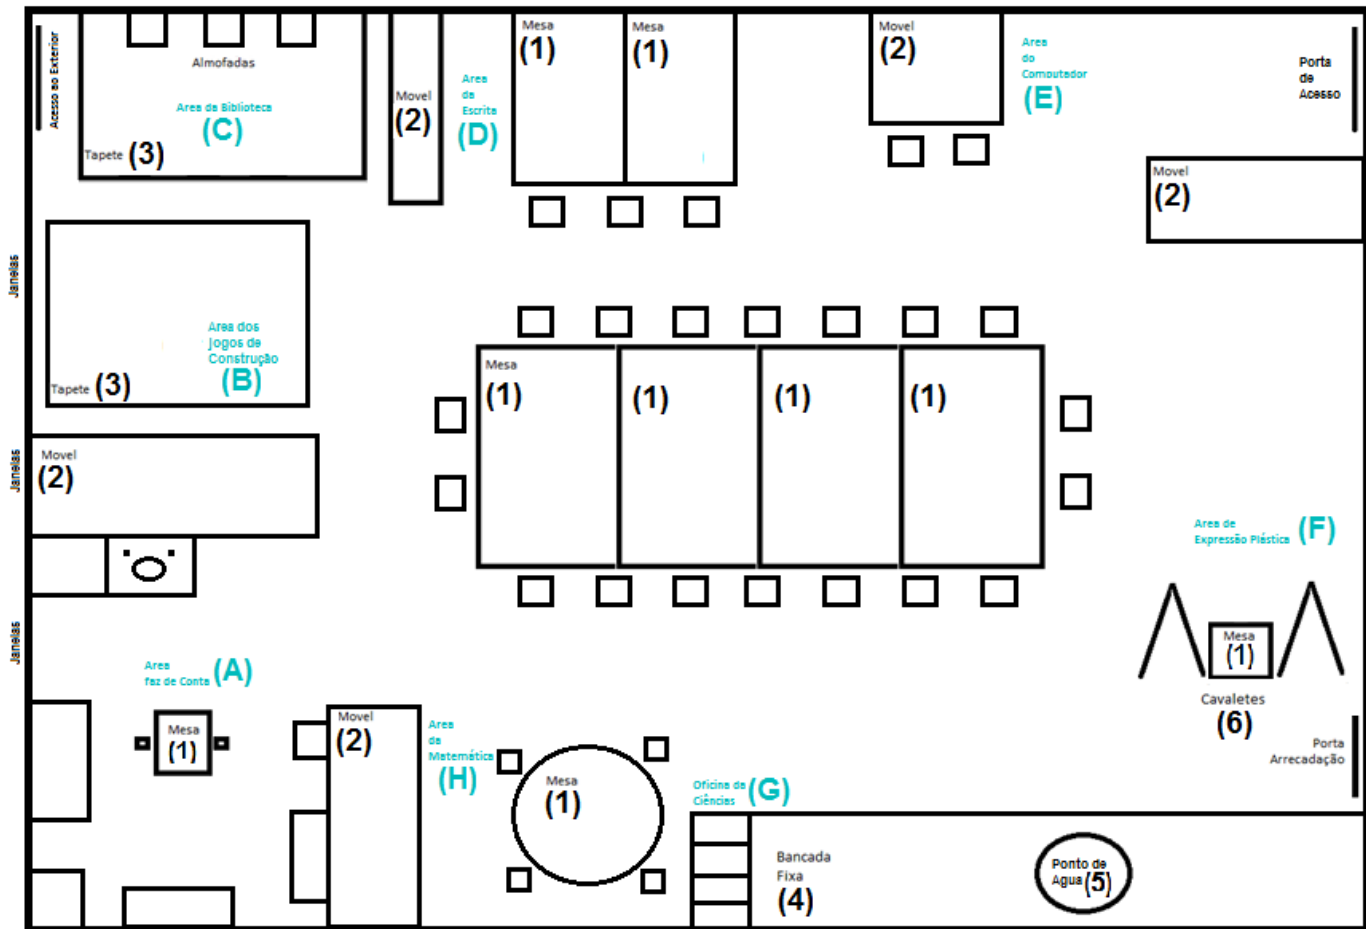 Acesso ao Exterior
Almofadas
Area da Biblioteca
(C)
Tapete (3)
Movel
(2)
Area
da
Escrita
(D)
Mesa
(1)
Mesa
(1)
Movel
(2)
Area
do
Computador
(E)
Porta
de
Acesso
Movel
(2)
Janelas
Area dos
Jogos de
Construção
(B)
Tapete (3)
Mesa
(1)
(1)
(1)
(1)
Janelas
Movel
(2)
Area de
Expressão Plástica (F)
Janelas
Area
faz de Conta (A)
Mesa
(1)
Cavaletes
(6)
Mesa
(1)
Movel
(2)
Area
da
Matemática
(H)
Mesa
(1)
Porta
Arrecadação
Oficina da
Ciências (G)
Bancada
Fixa
(4)
Ponto de
Agua (5)